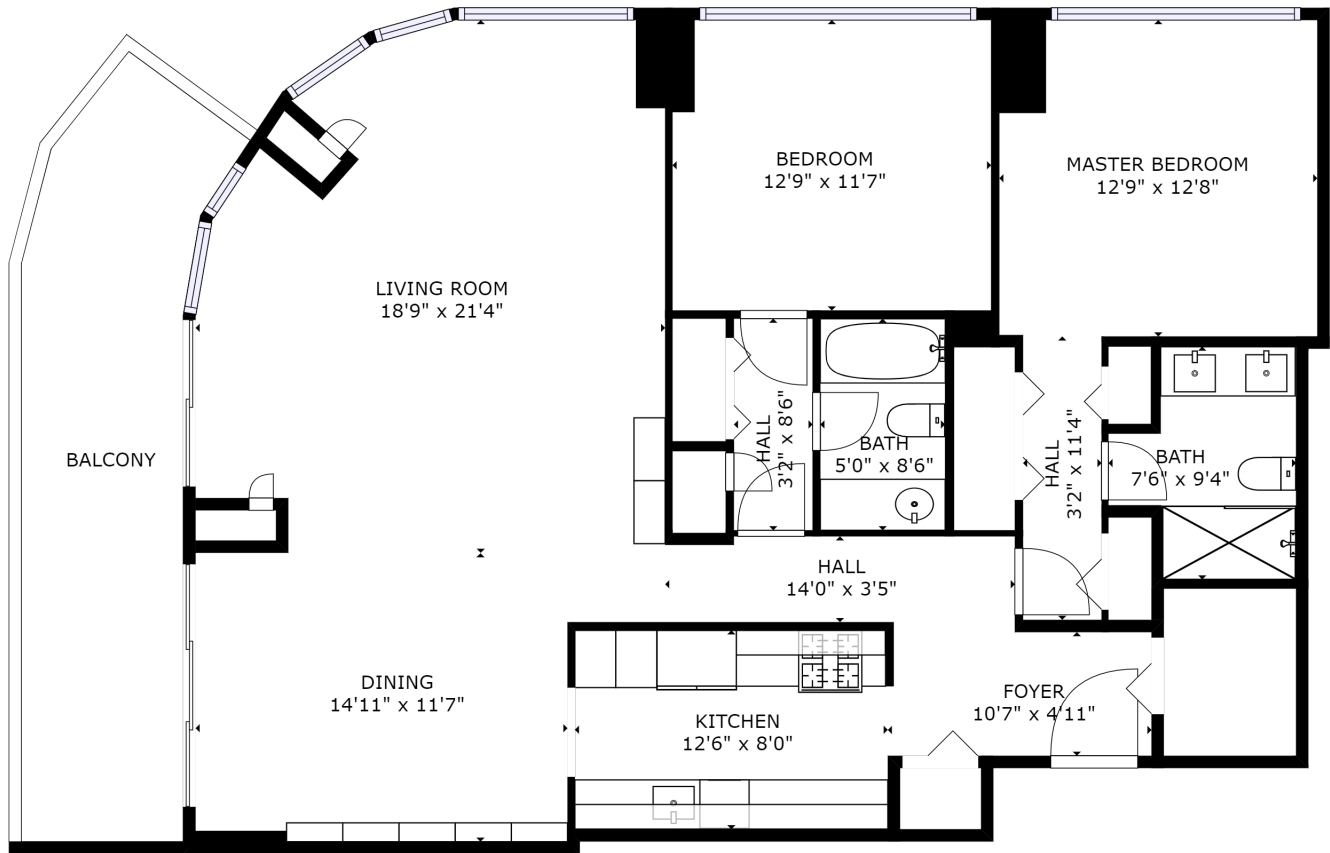 BEDROOM
12'9" x 11'7"
MASTER BEDROOM
12'9" x 12'8"
LIVING ROOM
18'9" x 21'4"
BALCONY
HALL
3'2" x 8'6"
BATH
5'0" x 8'6"
HALL
3'2" x 11'4"
BATH
7'6" x 9'4"
HALL
14'0" x 3'5"
DINING
14'11" x 11'7"
KITCHEN
12'6" x 8'0"
FOYER
10'7" x 4'11"